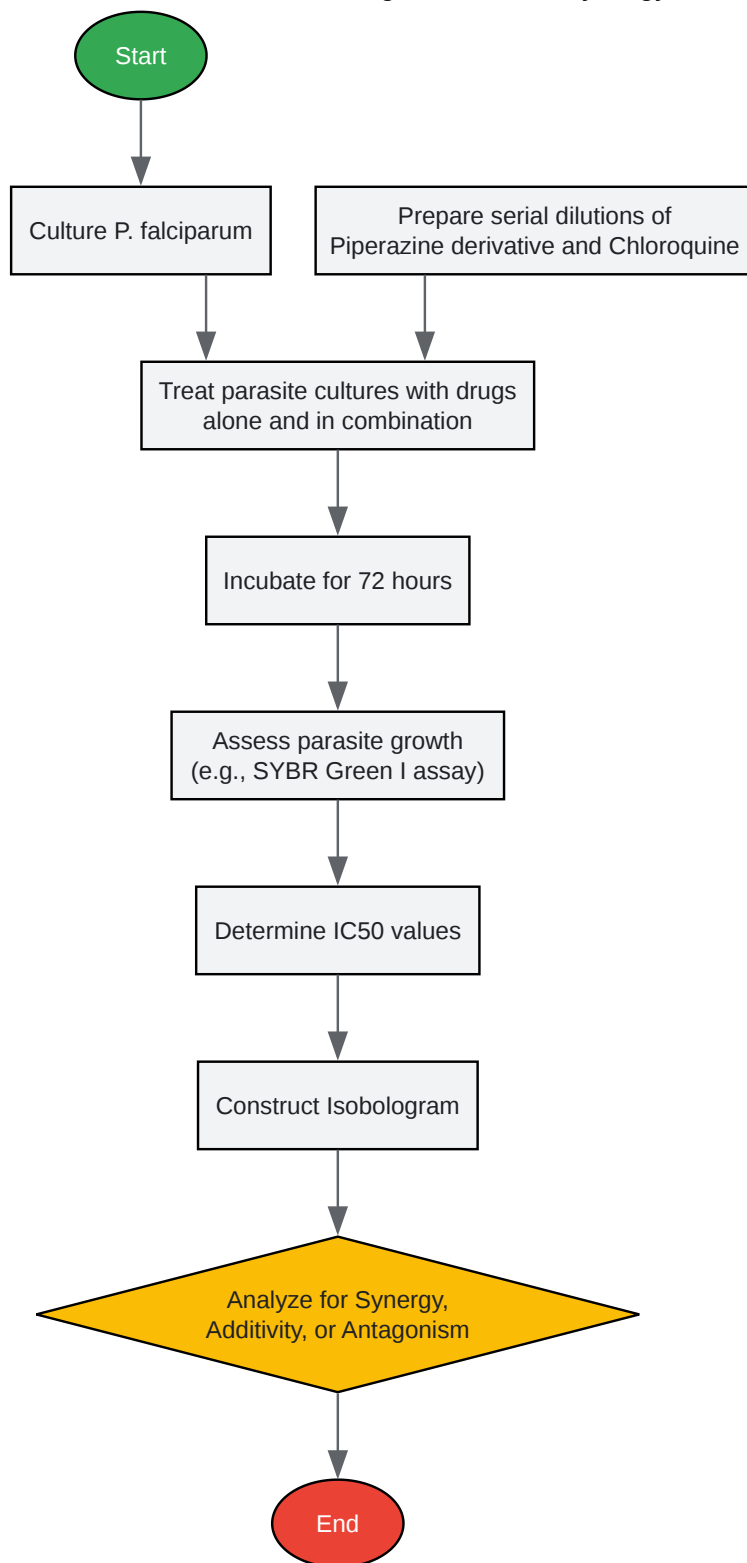 Start
Culture P. falciparum
Prepare serial dilutions of
Piperazine derivative and Chloroquine
Treat parasite cultures with drugs
alone and in combination
Incubate for 72 hours
Assess parasite growth
(e.g., SYBR Green I assay)
Determine IC50 values
Construct Isobologram
Analyze for Synergy,
Additivity, or Antagonism
End